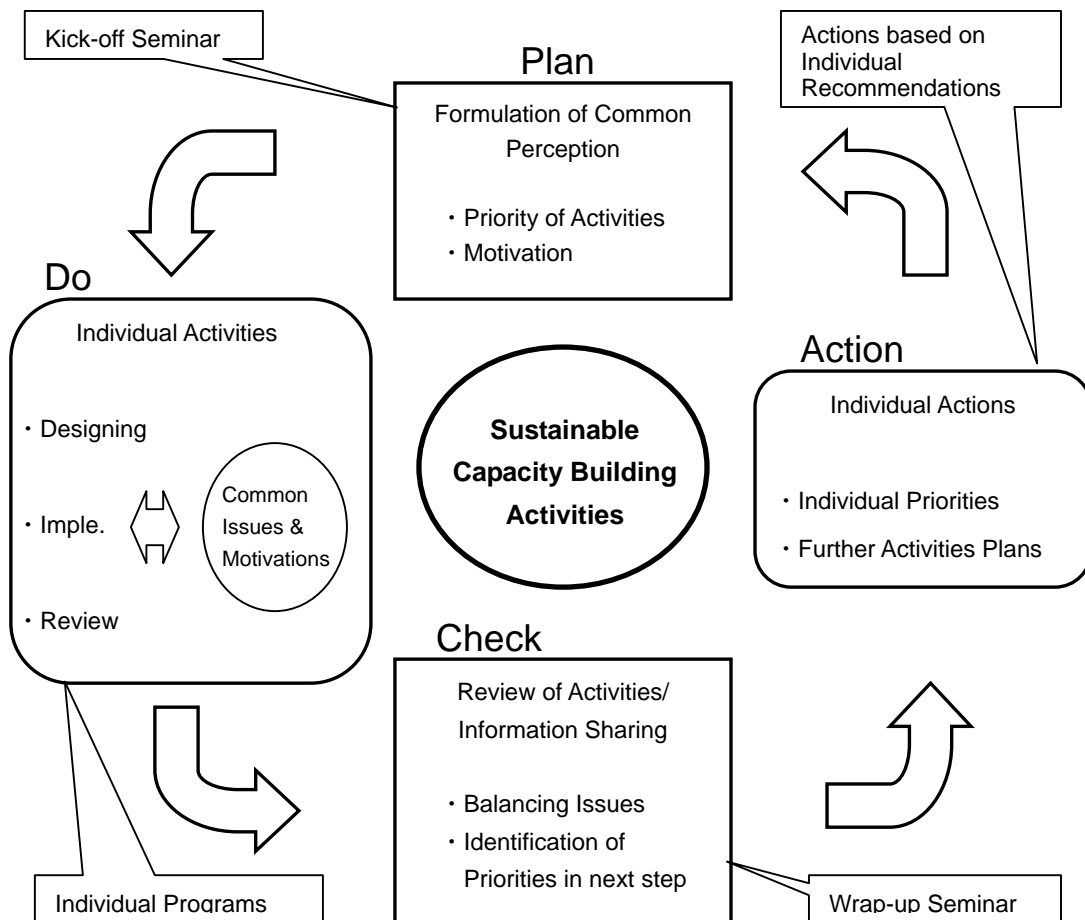 Kick-off Seminar
Plan
Formulation of Common
Perception
・Priority of Activities
・Motivation
Actions based on
Individual
Recommendations
Do
Individual Activities
・Designing
・Imple.
・Review
Common
Issues &
Motivations
Sustainable
Capacity Building
Activities
Action
Individual Actions
・Individual Priorities
・Further Activities Plans
Check
Review of Activities/
Information Sharing
・Balancing Issues
・Identification of
Priorities in next step
Individual Programs
Wrap-up Seminar